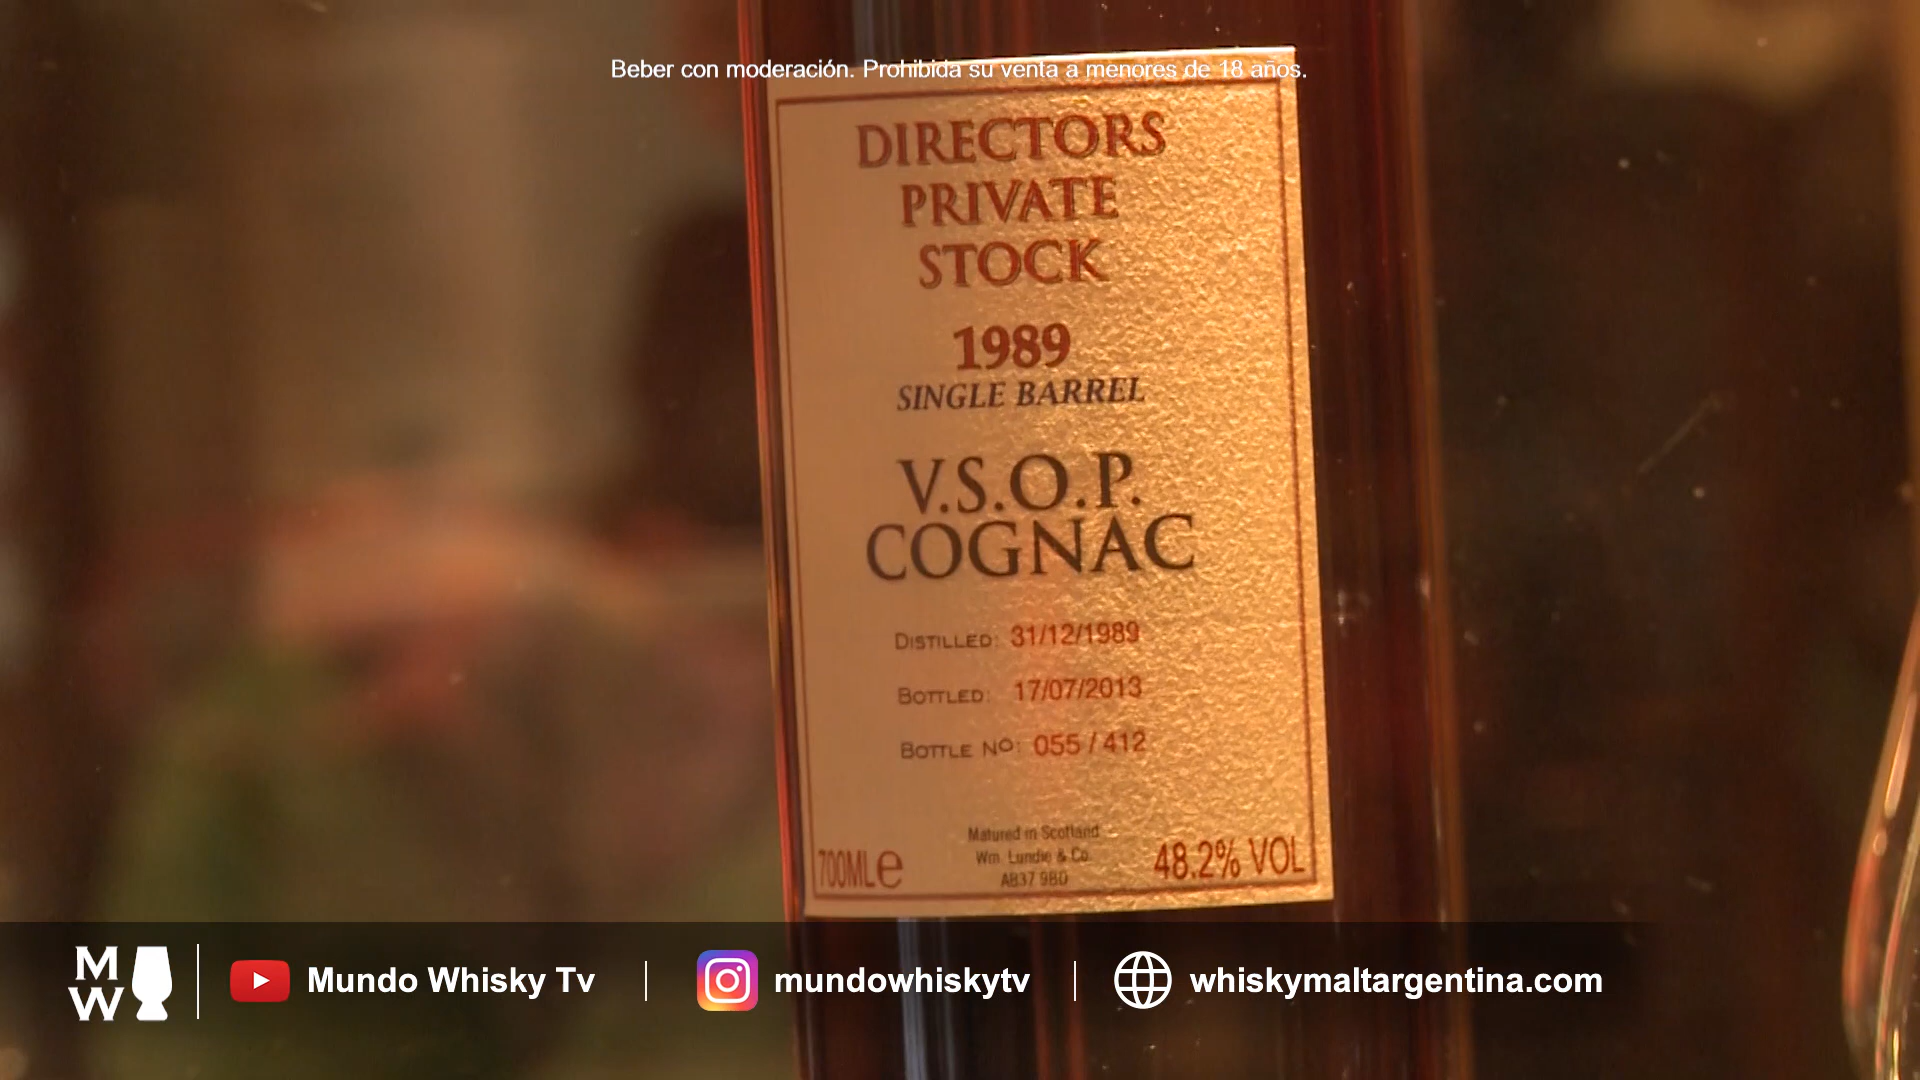 Beber con moderación. Prohibida su venta a menores de 18 años.
DIRECTORS
PRIVATE
STOCK
1989
SINGLE BARREL
V.S.O.P.
COGNAC
DISTILLED: 31/12/1989
BOTTLED: 17/07/2013
BOTTLE NO: 055 / 412
Matured in Scotland
Wm. Lundie & Co.
AB37 9BD
700ML e
48.2% VOL
MW
Mundo Whisky Tv
mundowhiskytv
whiskymaltargentina.com